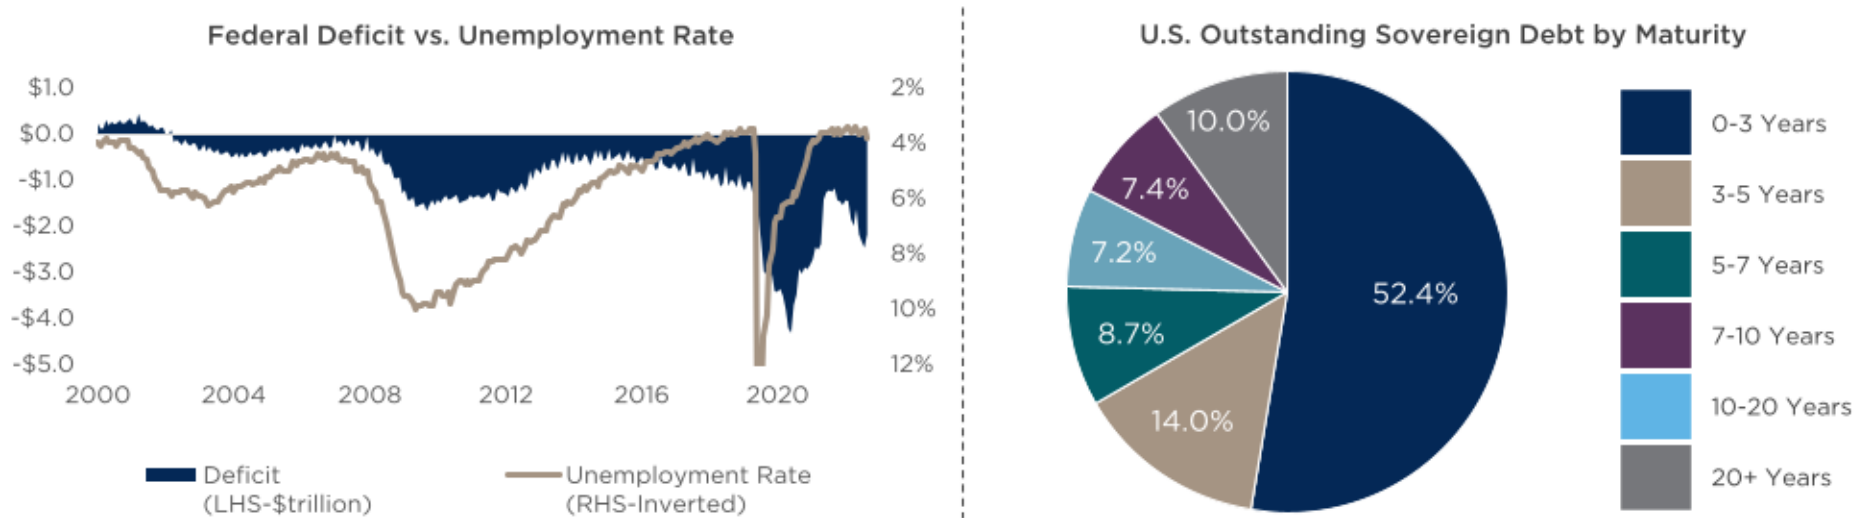 Federal Deficit vs. Unemployment Rate
$1.0
$0.0
-$1.0
-$2.0
-$3.0
-$4.0
-$5.0
2%
4%
6%
8%
10%
12%
2000 2004 2008 2012 2016 2020
Deficit
(LHS-$trillion)
Unemployment Rate
(RHS-Inverted)
U.S. Outstanding Sovereign Debt by Maturity
10.0%
7.4%
7.2%
8.7%
14.0%
52.4%
0-3 Years
3-5 Years
5-7 Years
7-10 Years
10-20 Years
20+ Years